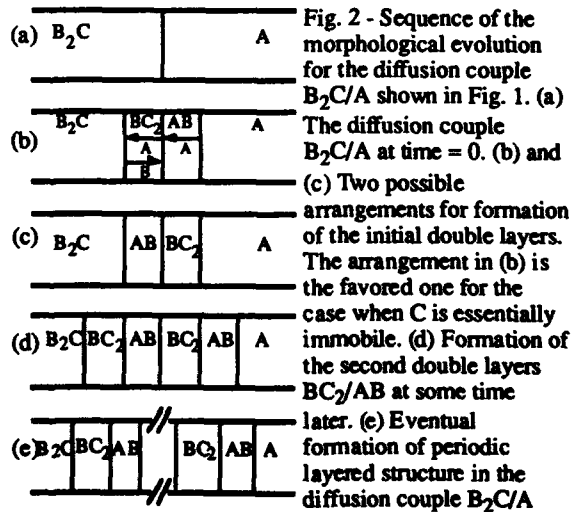 (a) B₂C A
(b) B₂C BC₂ AB A
A A
B
(c) B₂C AB BC₂ A
(d) B₂C BC₂ AB BC₂ AB A
(e) B₂C BC₂ AB BC₂ AB A
Fig. 2 - Sequence of the
morphological evolution
for the diffusion couple
B₂C/A shown in Fig. 1. (a)
The diffusion couple
B₂C/A at time = 0. (b) and
(c) Two possible
arrangements for formation
of the initial double layers.
The arrangement in (b) is
the favored one for the
case when C is essentially
immobile. (d) Formation of
the second double layers
BC₂/AB at some time
later. (e) Eventual
formation of periodic
layered structure in the
diffusion couple B₂C/A